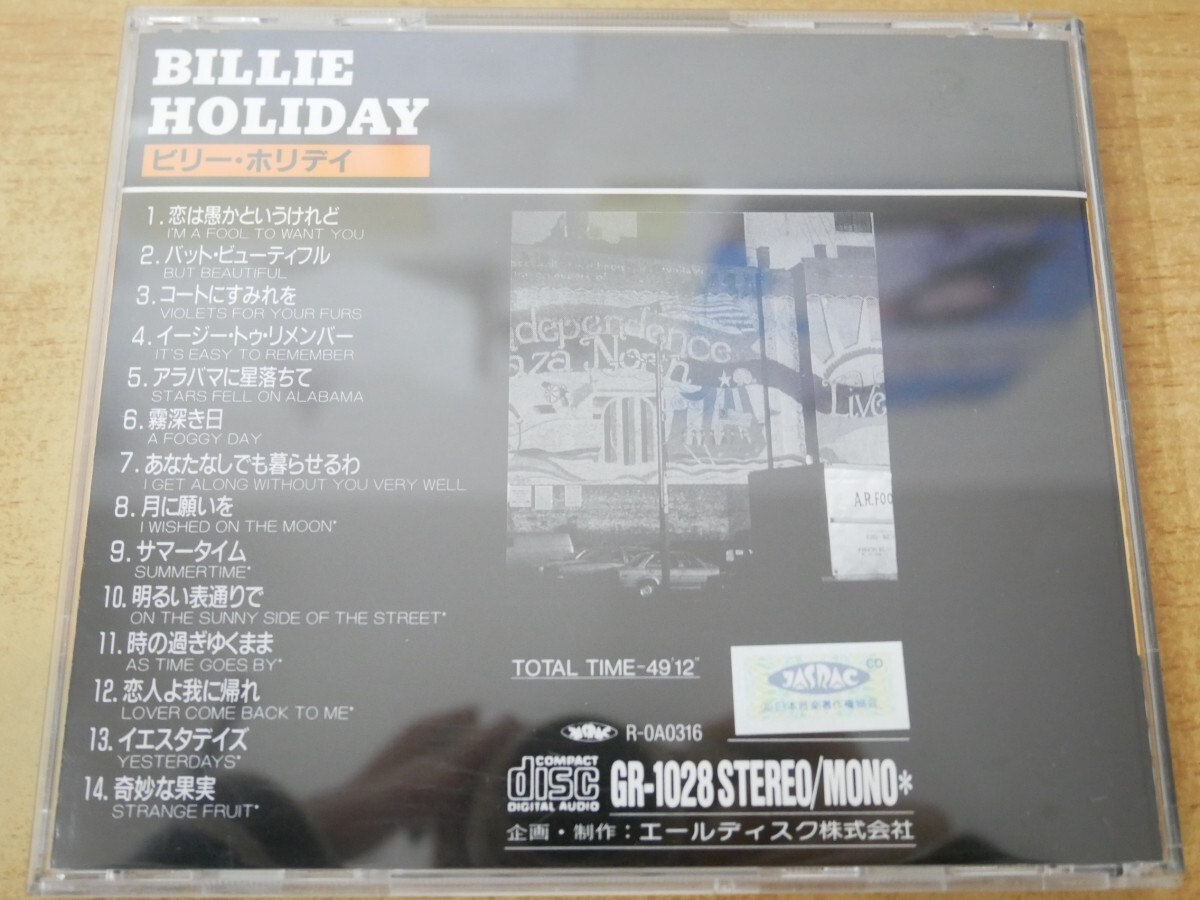 BILLIE
HOLIDAY
ビリー・ホリデイ
1. 恋は愚かというけれど
I'M A FOOL TO WANT YOU
2. バット・ビューティフル
BUT BEAUTIFUL
3. コートにすみれを
VIOLETS FOR YOUR FURS
4. イージー・トゥ・リメンバー
IT'S EASY TO REMEMBER
5. アラバマに星落ちて
STARS FELL ON ALABAMA
6. 霧深き日
A FOGGY DAY
7. あなたなしでも暮らせるわ
I GET ALONG WITHOUT YOU VERY WELL
8. 月に願いを
I WISHED ON THE MOON*
9. サマータイム
SUMMERTIME*
10. 明るい表通りで
ON THE SUNNY SIDE OF THE STREET*
11. 時の過ぎゆくまま
AS TIME GOES BY*
12. 恋人よ我に帰れ
LOVER COME BACK TO ME*
13. イエスタデイズ
YESTERDAYS*
14. 奇妙な果実
STRANGE FRUIT*
ndependence
aza North
Live
A.R.FOO
TOTAL TIME-49'12"
CD
JASRAC
R-0A0316
COMPACT
disc
DIGITAL AUDIO
GR-1028 STEREO/MONO*
企画・制作：エールディスク株式会社